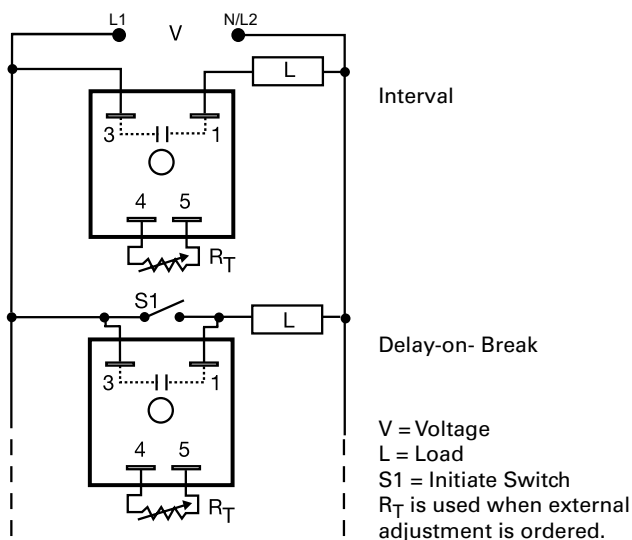 L1 V N/L2
L
Interval
3 1
4 5
RT
S1
L
Delay-on- Break
3 1
4 5
RT
V = Voltage
L = Load
S1 = Initiate Switch
RT is used when external
adjustment is ordered.